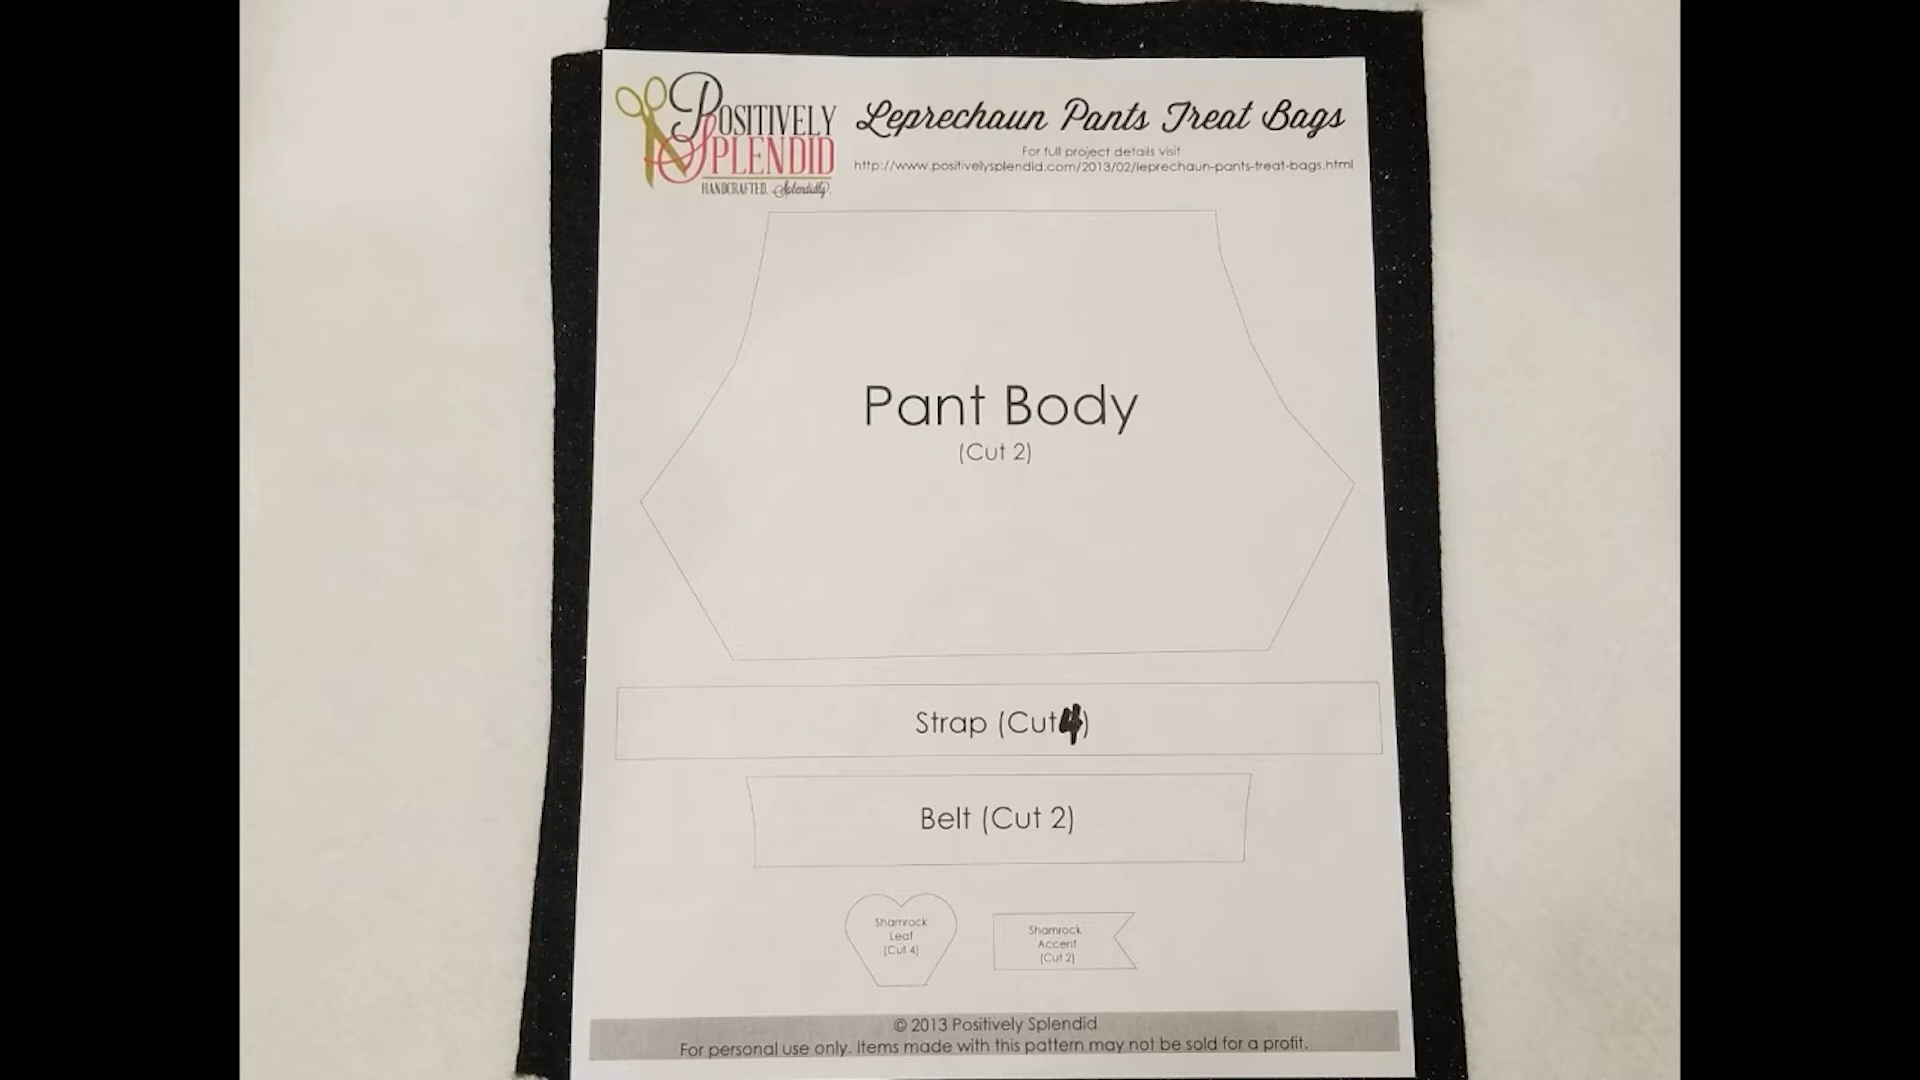 POSITIVELY
SPLENDID
HANDCRAFTED. Splendidly.
Leprechaun Pants Treat Bags
For full project details visit
http://www.positivelysplendid.com/2013/02/leprechaun-pants-treat-bags.html
Pant Body
(Cut 2)
Strap (Cut 4)
Belt (Cut 2)
Shamrock
Leaf
(Cut 4)
Shamrock
Accent
(Cut 2)
© 2013 Positively Splendid
For personal use only. Items made with this pattern may not be sold for a profit.